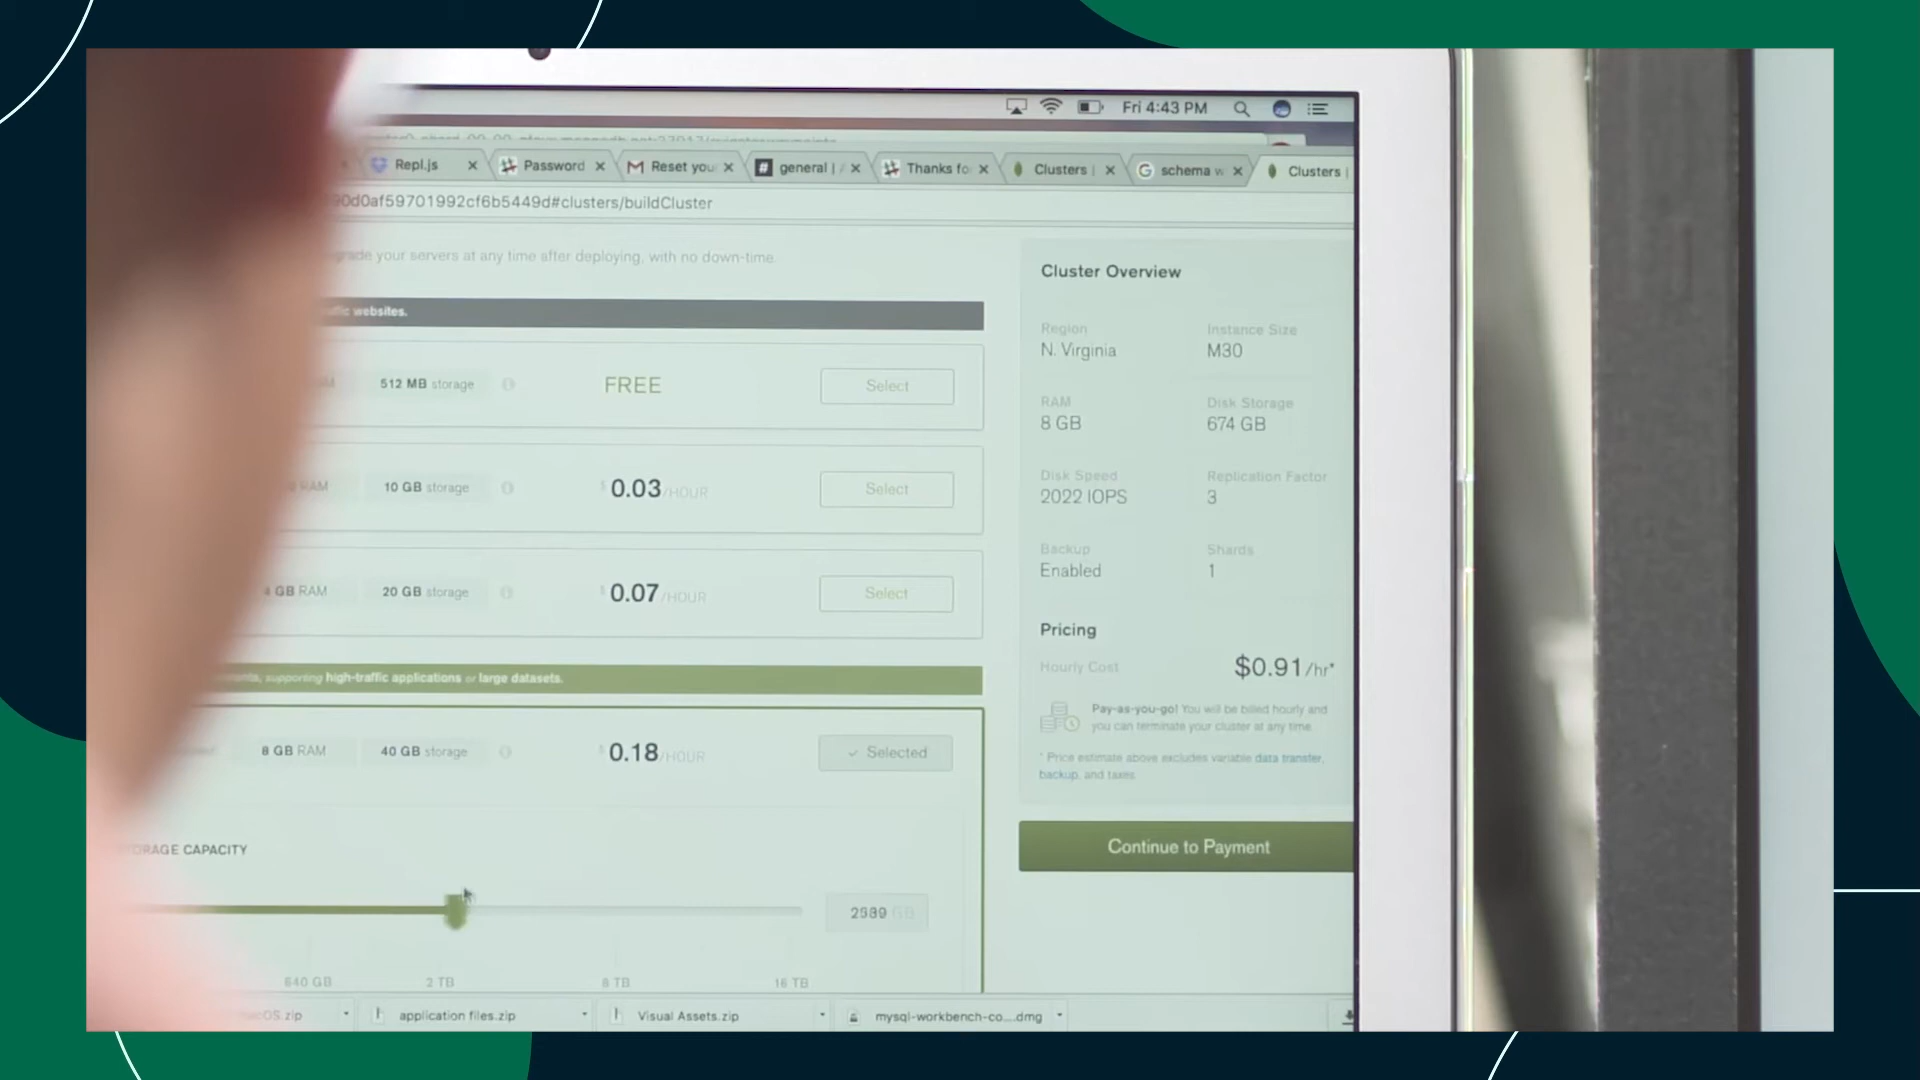 Fri 4:43 PM
Repl.js
Password
Reset you
general |
Thanks fo
Clusters |
schema w
Clusters |
90d0af59701992cf6b5449d#clusters/buildCluster
grade your servers at any time after deploying, with no down-time.
websites.
512 MB storage
FREE
Select
RAM
10 GB storage
$ 0.03/HOUR
Select
4 GB RAM
20 GB storage
$ 0.07/HOUR
Select
supporting high-traffic applications or large datasets.
8 GB RAM
40 GB storage
$ 0.18/HOUR
Selected
STORAGE CAPACITY
GB
640 GB
2 TB
8 TB
16 TB
Cluster Overview
Region
N. Virginia
Instance Size
M30
RAM
8 GB
Disk Storage
674 GB
Disk Speed
2022 IOPS
Replication Factor
3
Backup
Enabled
Shards
1
Pricing
Hourly Cost
$0.91/hr*
Pay-as-you-go! You will be billed hourly and
you can terminate your cluster at any time.
* Price estimate above excludes variable data transfer,
backup, and taxes.
Continue to Payment
macOS.zip
application files.zip
Visual Assets.zip
mysql-workbench-co....dmg